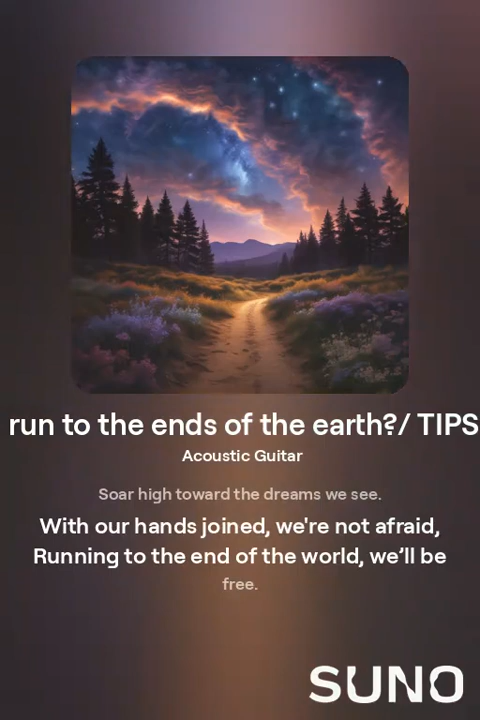 run to the ends of the earth?/ TIPS
Acoustic Guitar
Soar high toward the dreams we see.
With our hands joined, we're not afraid,
Running to the end of the world, we’ll be
free.
SUNO